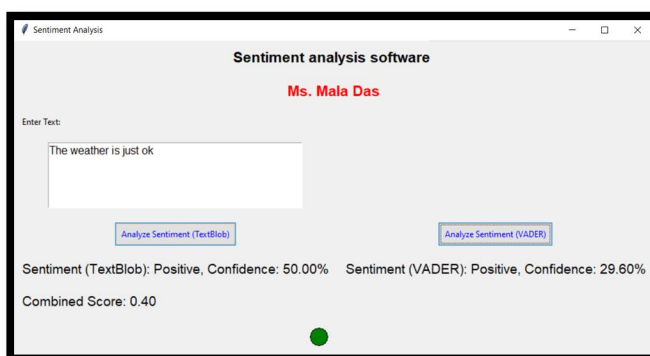 Sentiment Analysis
Sentiment analysis software
Ms. Mala Das
Enter Text:
The weather is just ok
Analyze Sentiment (TextBlob)
Analyze Sentiment (VADER)
Sentiment (TextBlob): Positive, Confidence: 50.00%
Sentiment (VADER): Positive, Confidence: 29.60%
Combined Score: 0.40